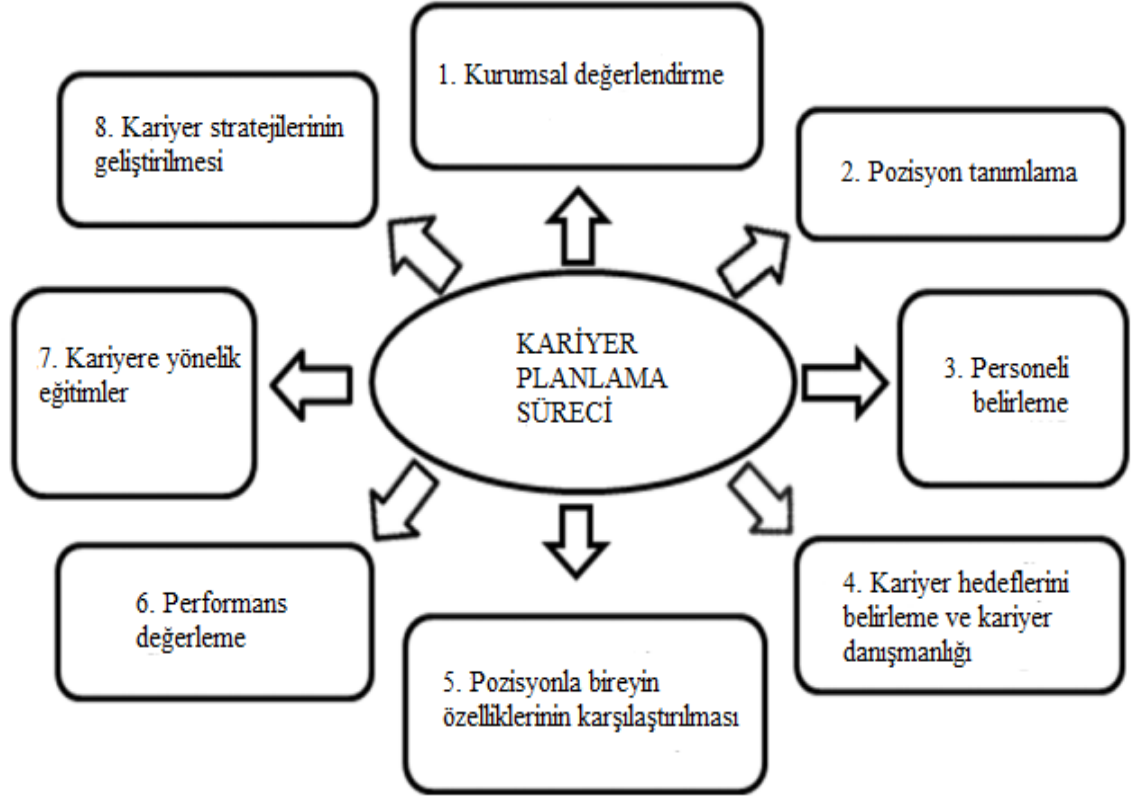 KARİYER
PLANLAMA
SÜRECİ
1. Kurumsal değerlendirme
2. Pozisyon tanımlama
3. Personeli
belirleme
4. Kariyer hedeflerini
belirleme ve kariyer
danışmanlığı
5. Pozisyonla bireyin
özelliklerinin karşılaştırılması
6. Performans
değerleme
7. Kariyere yönelik
eğitimler
8. Kariyer stratejilerinin
geliştirilmesi